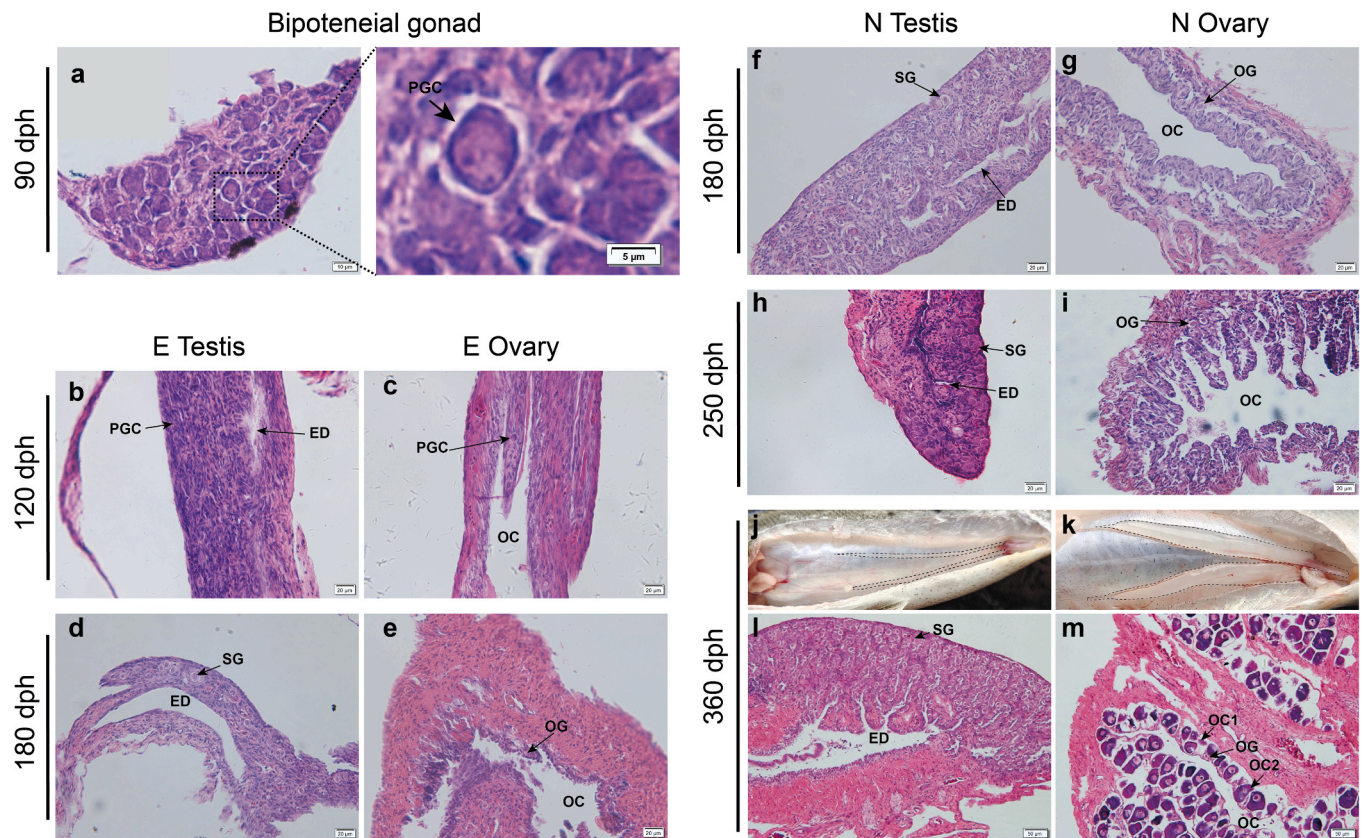 Bipoteneial gonad
N Testis
N Ovary
90 dph
a
PGC
10 μm
5 μm
180 dph
f
SG
ED
20 μm
g
OG
OC
20 μm
E Testis
E Ovary
120 dph
b
PGC
ED
20 μm
c
PGC
OC
20 μm
250 dph
h
SG
ED
20 μm
i
OG
OC
20 μm
180 dph
d
SG
ED
20 μm
e
OG
OC
20 μm
360 dph
j
k
l
SG
ED
50 μm
m
OC1
OG
OC2
OC
50 μm